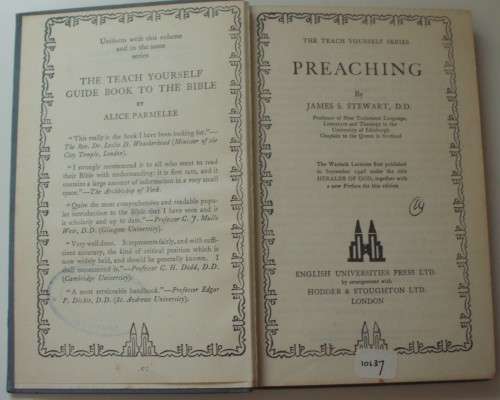 Uniform with this volume
and in the same
series
THE TEACH YOURSELF
GUIDE BOOK TO THE BIBLE
BY
ALICE PARMELEE
"This really is the book I have been looking for."—
The Rev. Dr. Leslie D. Weatherhead (Minister of the
City Temple, London).
"I strongly recommend it to all who want to read
their Bible with understanding: it is first rate, and it
contains a large amount of information in a very small
space."—The Archbishop of York.
"Quite the most comprehensive and readable popu-
lar introduction to the Bible that I have seen and it
is scholarly and up to date."—Professor G. J. Mulls
Weir, D.D. (Glasgow University).
"Very well done. Its presents fairly, and with suffi-
cient accuracy, the kind of critical position which is
now widely held, and should be generally known. I
shall recommend it."—Professor C. H. Dodd, D.D.
(Cambridge University).
"A most serviceable handbook."—Professor Edgar
P. Dickie, D.D. (St. Andrews University).
THE TEACH YOURSELF SERIES
PREACHING
By
JAMES S. STEWART, D.D.
Professor of New Testament Language,
Literature and Theology in the
University of Edinburgh
Chaplain to the Queen in Scotland
The Warrack Lectures first published
in September 1946 under the title
HERALDS OF GOD, together with
a new Preface for this edition
ENGLISH UNIVERSITIES PRESS LTD.
by arrangement with
HODDER & STOUGHTON LTD.
LONDON
10637